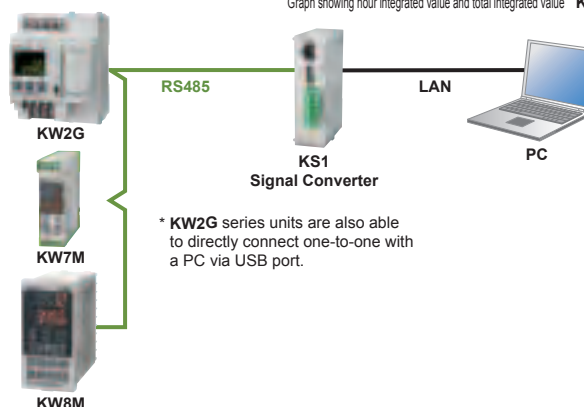 Graph showing hour integrated value and total integrated value K
RS485
LAN
KW2G
PC
KS1
Signal Converter
KW7M
* KW2G series units are also able
to directly connect one-to-one with
a PC via USB port.
KW8M